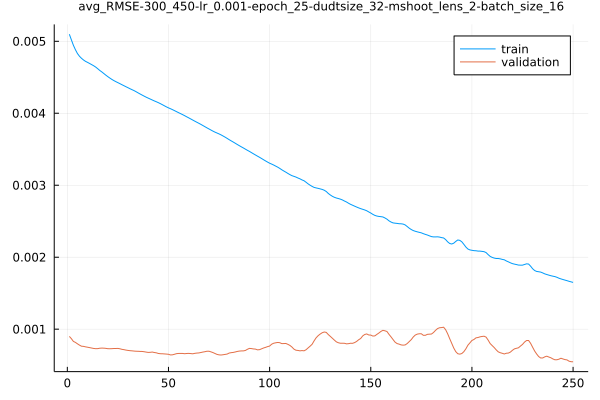 avg_RMSE-300_450-lr_0.001-epoch_25-dudtsize_32-mshoot_lens_2-batch_size_16
train
validation
0.005
0.004
0.003
0.002
0.001
0 50 100 150 200 250